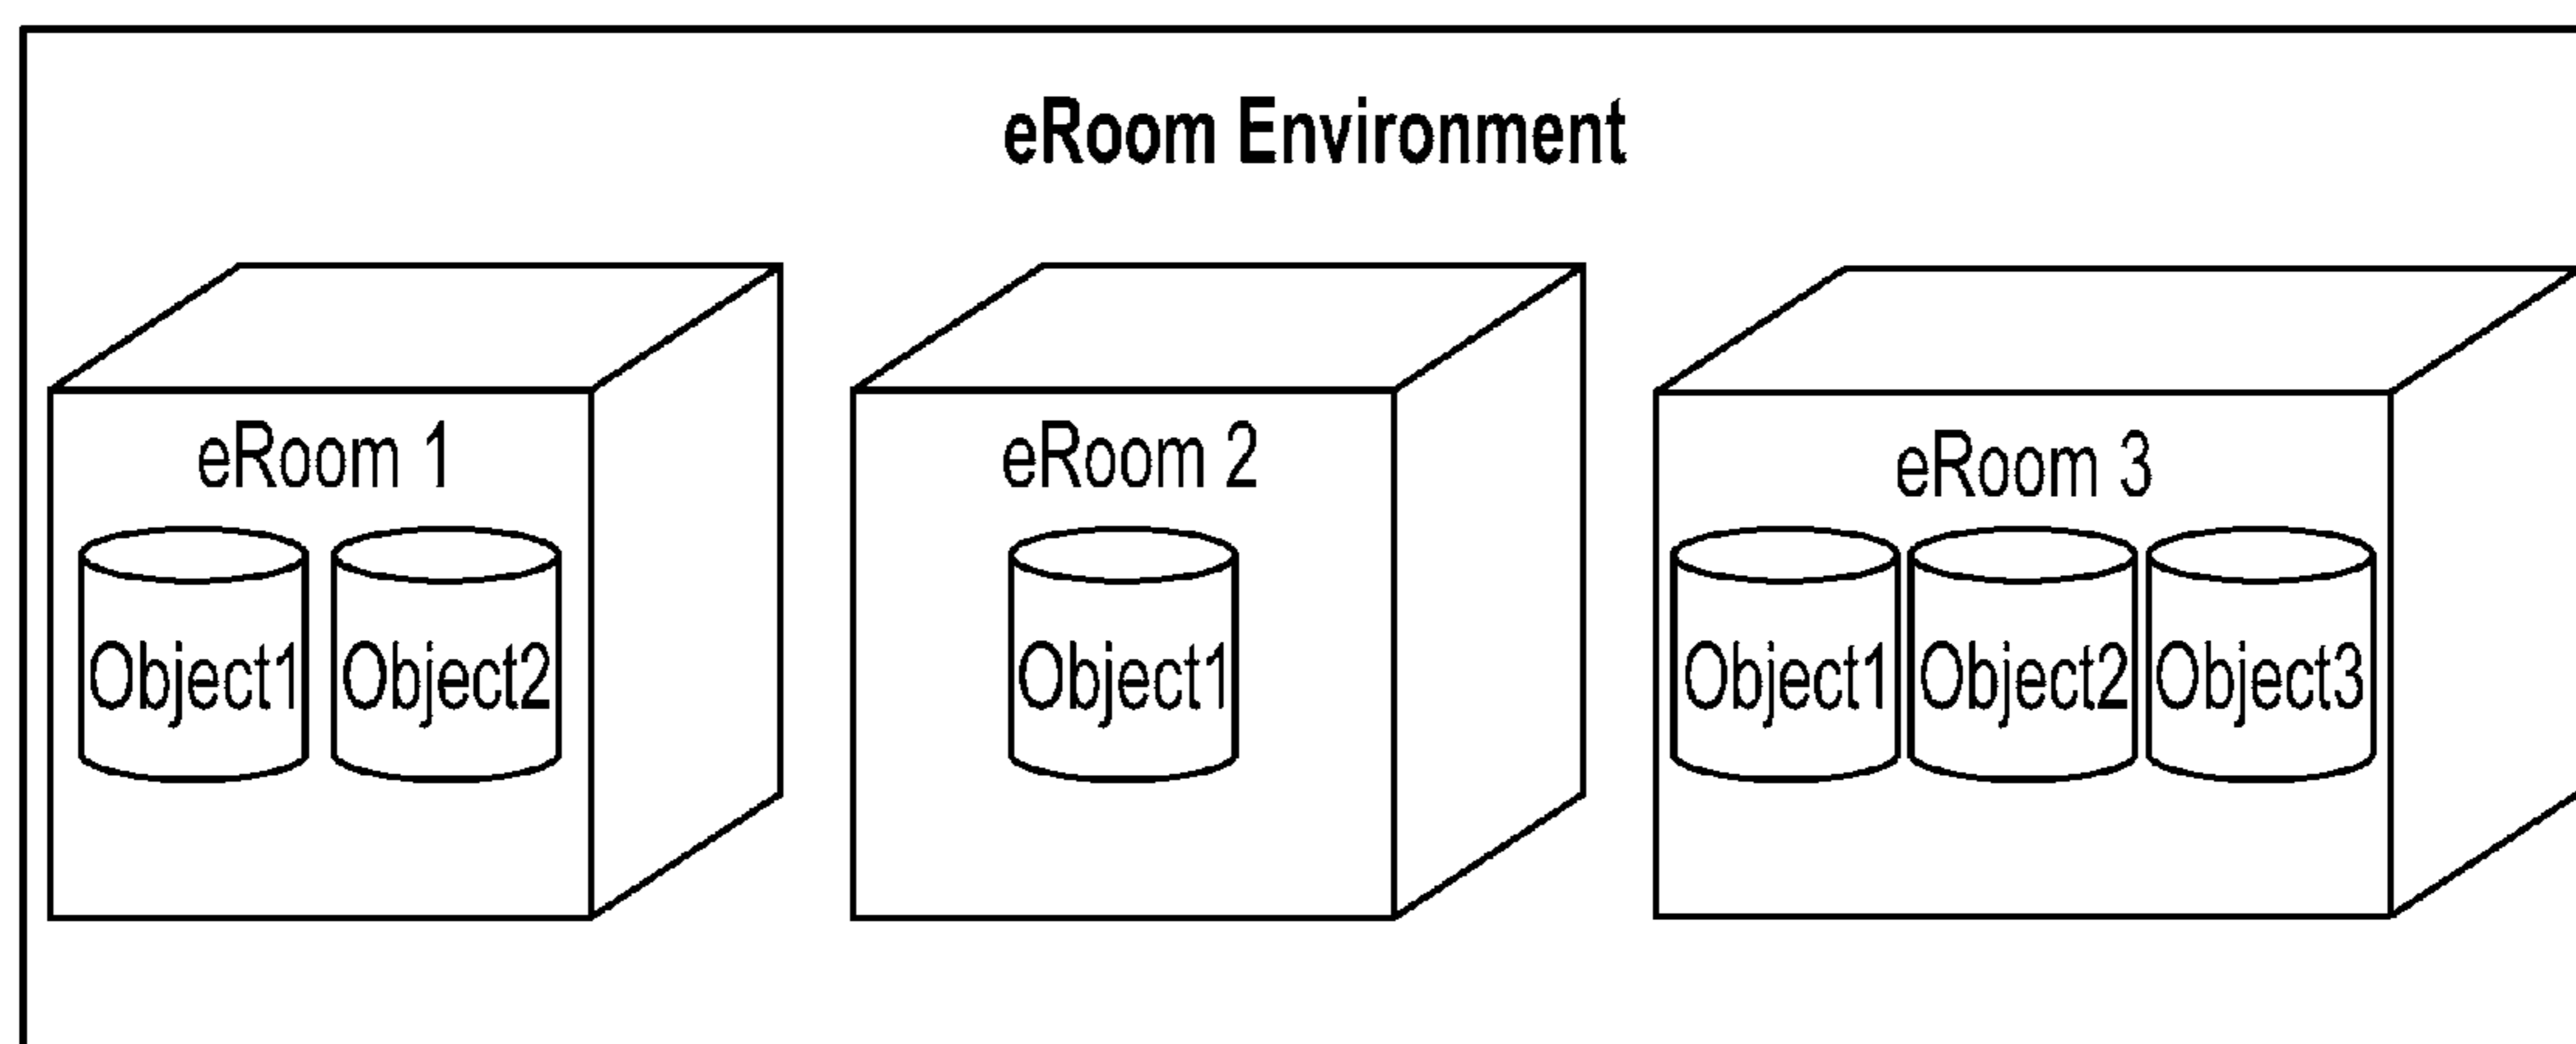 eRoom Environment
eRoom 1
Object1
Object2
eRoom 2
Object1
eRoom 3
Object1
Object2
Object3